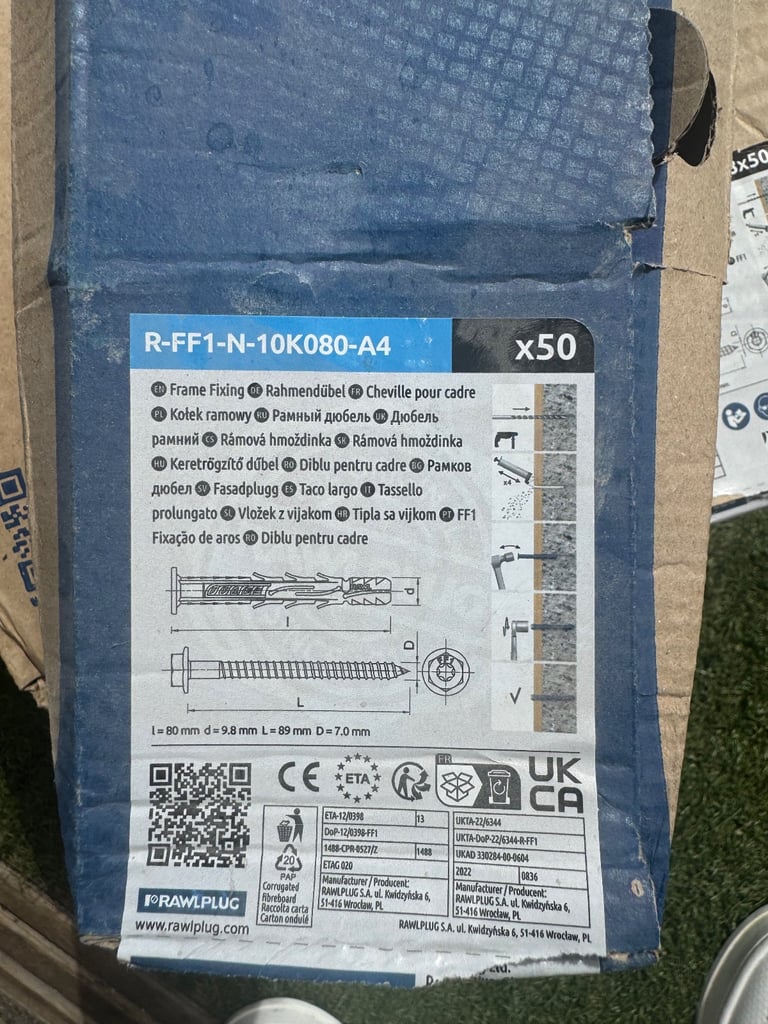 3x50
FF1
R-FF1-N-10K080-A4
x50
EN Frame Fixing DE Rahmendübel FR Cheville pour cadre
PL Kołek ramowy RU Рамный дюбель UK Дюбель
рамний CS Rámová hmoždinka SK Rámová hmoždinka
HU Keretrögzítő dűbel RO Diblu pentru cadre BG Рамков
дюбел SV Fasadplugg ES Taco largo IT Tassello
prolungato SL Vložek z vijakom HR Tipla sa vijkom PT FF1
Fixação de aros RO Diblu pentru cadre
x4
d
l
D
L
l = 80 mm d = 9.8 mm L = 89 mm D = 7.0 mm
CE
ETA
FR
UK
CA
20
PAP
Corrugated
fibreboard
Raccolta carta
Carton ondulé
ETA-12/0398 13
DoP-12/0398-FF1
1488-CPR-0527/Z 1488
ETAG 020
Manufacturer / Producent:
RAWLPLUG S.A. ul. Kwidzyńska 6,
51-416 Wrocław, PL
UKTA-22/6344
UKTA-DoP-22/6344-R-FF1
UKAD 330284-00-0604
2022 0836
Manufacturer / Producent:
RAWLPLUG S.A. ul. Kwidzyńska 6,
51-416 Wrocław, PL
RAWLPLUG
www.rawlplug.com
RAWLPLUG S.A. ul. Kwidzyńska 6, 51-416 Wrocław, PL